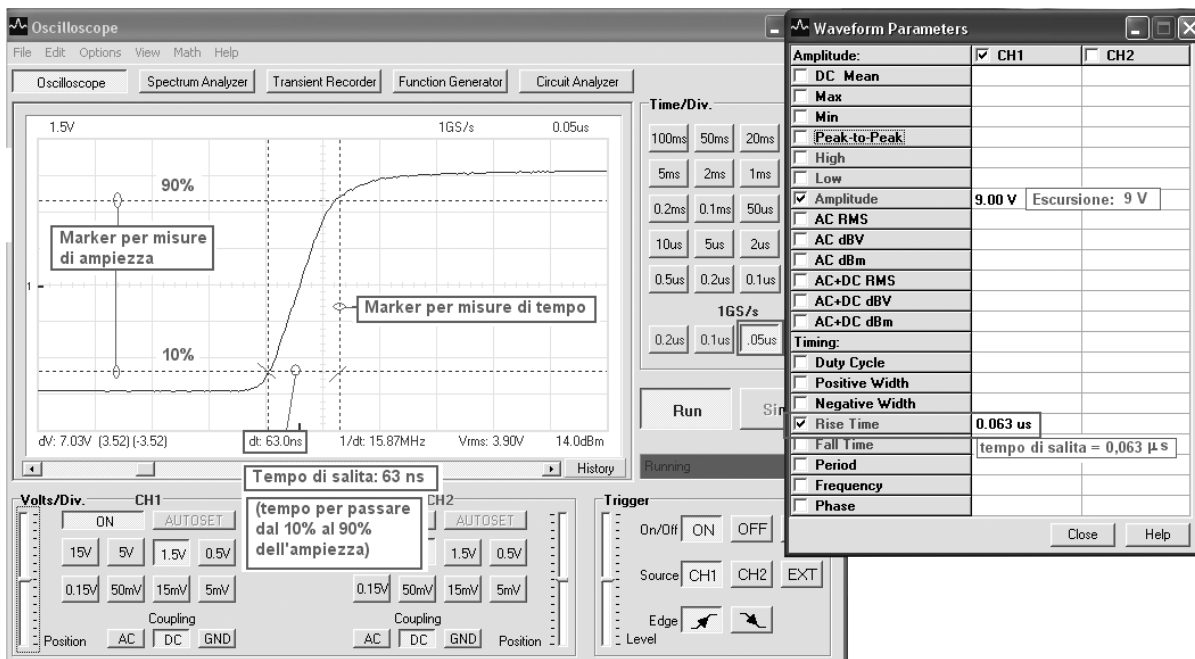 Oscilloscope
File Edit Options View Math Help
Oscilloscope Spectrum Analyzer Transient Recorder Function Generator Circuit Analyzer
1.5V 1GS/s 0.05us
90%
Marker per misure
di ampiezza
1
Marker per misure di tempo
10%
dV: 7.03V (3.52) (-3.52) dt: 63.0ns 1/dt: 15.87MHz Vrms: 3.90V 14.0dBm
History
Tempo di salita: 63 ns
(tempo per passare
dal 10% al 90%
dell'ampiezza)
Time/Div.
100ms 50ms 20ms
5ms 2ms 1ms
0.2ms 0.1ms 50us
10us 5us 2us
0.5us 0.2us 0.1us
1GS/s
0.2us 0.1us .05us
Run
Running
Volts/Div. CH1
ON AUTOSET
15V 5V 1.5V 0.5V
0.15V 50mV 15mV 5mV
Coupling
Position AC DC GND
CH2
AUTOSET
1.5V 0.5V
0.15V 50mV 15mV 5mV
Coupling
AC DC GND Position
Trigger
On/Off ON OFF
Source CH1 CH2 EXT
Edge
Level
Waveform Parameters
Amplitude: CH1 CH2
DC Mean
Max
Min
Peak-to-Peak
High
Low
Amplitude 9.00 V Escursione: 9 V
AC RMS
AC dBV
AC dBm
AC+DC RMS
AC+DC dBV
AC+DC dBm
Timing:
Duty Cycle
Positive Width
Negative Width
Rise Time 0.063 us
Fall Time tempo di salita = 0,063 μs
Period
Frequency
Phase
Close Help